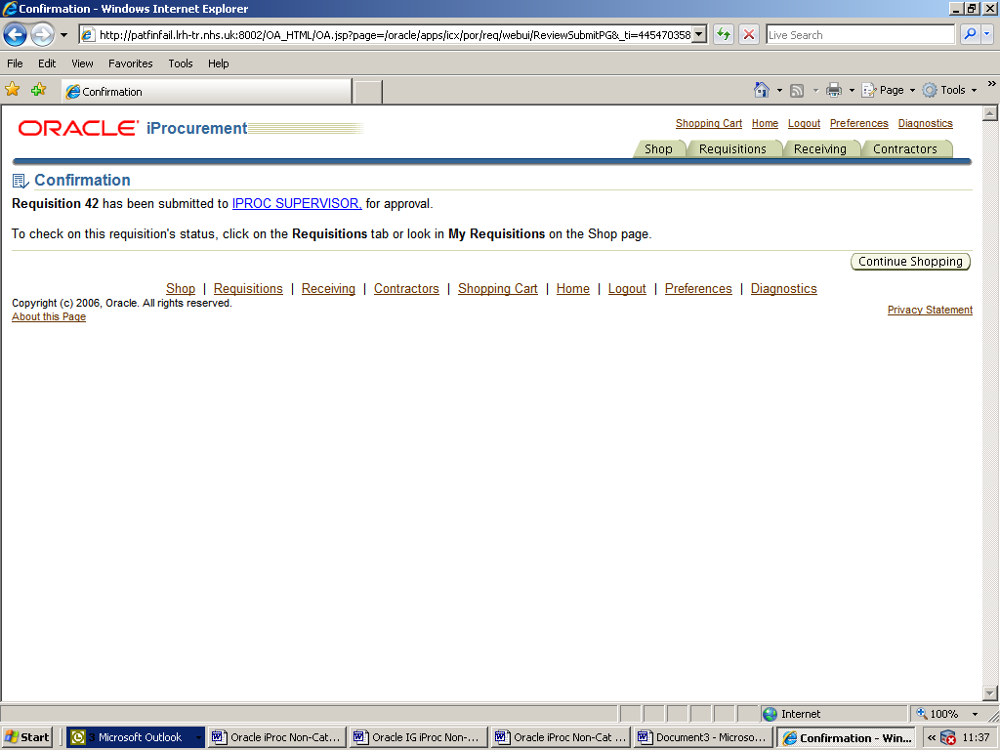 Confirmation - Windows Internet Explorer
http://patfinfail.lrh-tr.nhs.uk:8002/OA_HTML/OA.jsp?page=/oracle/apps/icx/por/req/webui/ReviewSubmitPG&_ti=445470358
Live Search
File Edit View Favorites Tools Help
Confirmation
Page Tools »
ORACLE iProcurement
Shopping Cart Home Logout Preferences Diagnostics
Shop Requisitions Receiving Contractors
Confirmation
Requisition 42 has been submitted to IPROC SUPERVISOR, for approval.
To check on this requisition's status, click on the Requisitions tab or look in My Requisitions on the Shop page.
Continue Shopping
Shop | Requisitions | Receiving | Contractors | Shopping Cart | Home | Logout | Preferences | Diagnostics
Copyright (c) 2006, Oracle. All rights reserved.
About this Page
Privacy Statement
Internet 100%
Start 3 Microsoft Outlook Oracle iProc Non-Cat... Oracle IG iProc Non-... Oracle iProc Non-Cat ... Document3 - Microso... Confirmation - Win... « 11:37